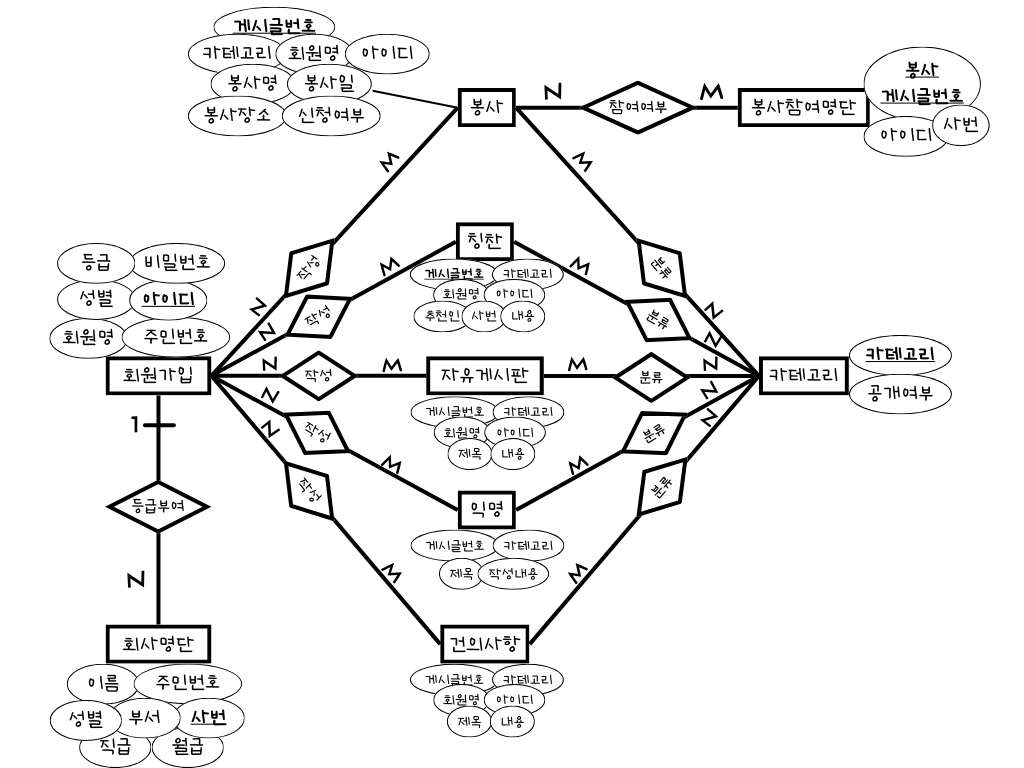 게시글번호
카테고리 회원명 아이디
봉사명 봉사일
봉사장소 신청여부
봉사
N
참여여부
M
봉사참여명단
봉사
게시글번호
아이디
사번
M
M
작성
분류
N
N
칭찬
M
M
게시글번호 카테고리
회원명 아이디
추천인 사번 내용
작성
분류
N
N
등급 비밀번호
성별 아이디
회원명 주민번호
회원가입
N
작성
M
자유게시판
M
분류
N
카테고리
카테고리
공개여부
게시글번호 카테고리
회원명 아이디
제목 내용
N
작성
M
익명
M
분류
N
게시글번호 카테고리
제목 작성내용
N
작성
M
건의사항
M
분류
N
게시글번호 카테고리
회원명 아이디
제목 내용
1
등급부여
N
회사명단
이름 주민번호
성별 부서 사번
직급 월급